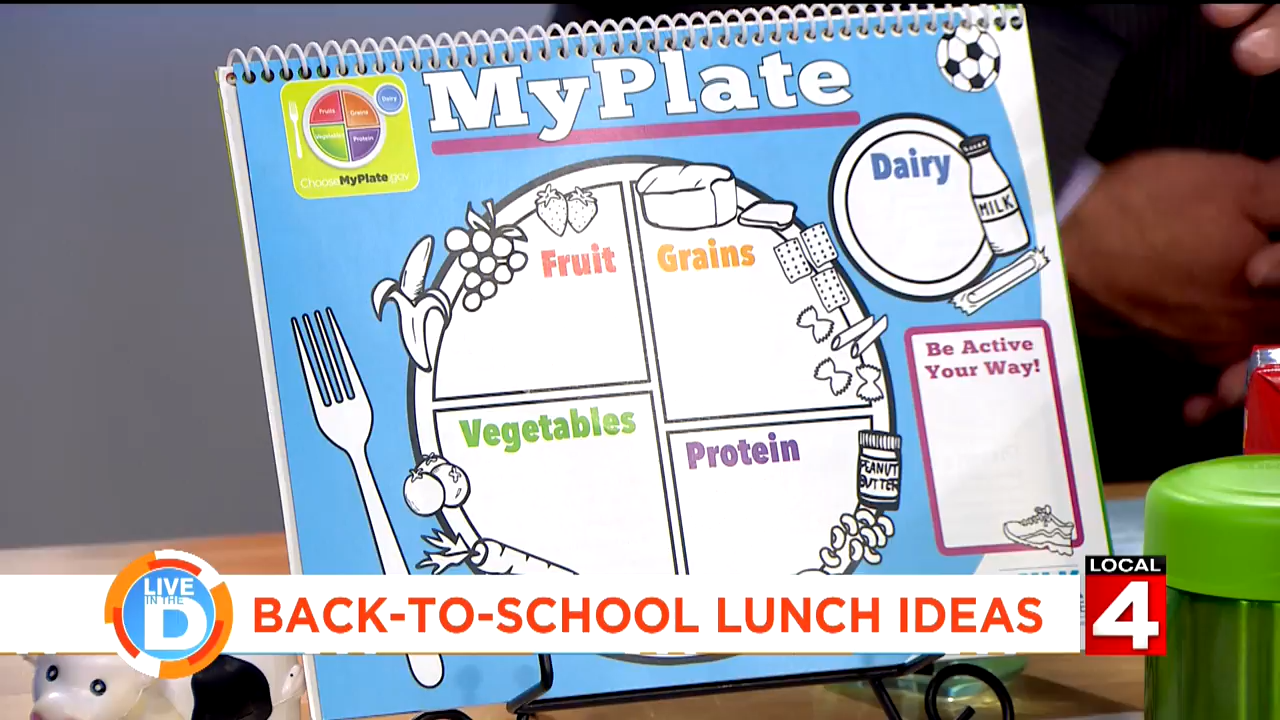 MyPlate
Fruits
Grains
Vegetables
Protein
Dairy
ChooseMyPlate.gov
Dairy
MILK
Fruit
Grains
Be Active
Your Way!
Vegetables
Protein
PEANUT
BUTTER
LIVE
IN THE
D
BACK-TO-SCHOOL LUNCH IDEAS
LOCAL
4